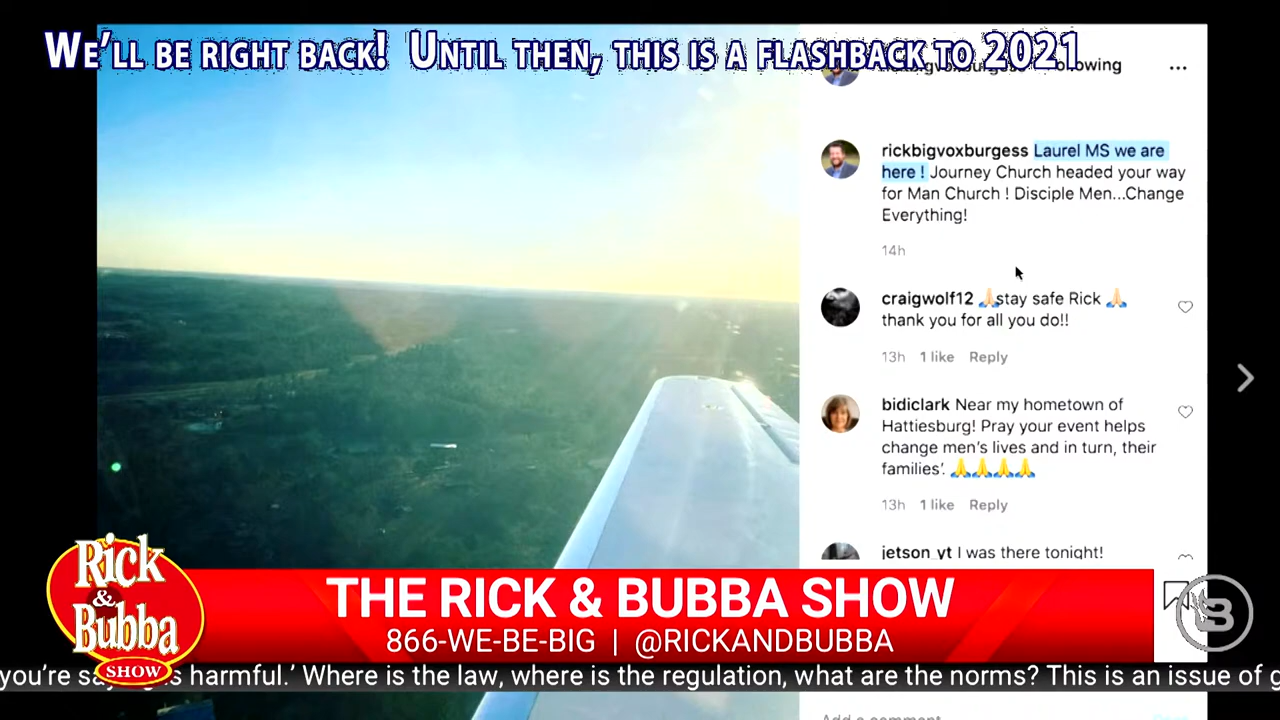 WE'LL BE RIGHT BACK! UNTIL THEN, THIS IS A FLASHBACK TO 2021
rickbigvoxburgess Laurel MS we are
here ! Journey Church headed your way
for Man Church ! Disciple Men...Change
Everything!
14h
craigwolf12 🙏🏻stay safe Rick 🙏🏻
thank you for all you do!!
13h 1 like Reply
bidiclark Near my hometown of
Hattiesburg! Pray your event helps
change men's lives and in turn, their
families'. 🙏🙏🙏🙏
13h 1 like Reply
jetson_yt I was there tonight!
Rick
&
Bubba
SHOW
THE RICK & BUBBA SHOW
866-WE-BE-BIG | @RICKANDBUBBA
B
you're is harmful.' Where is the law, where is the regulation, what are the norms? This is an issue of